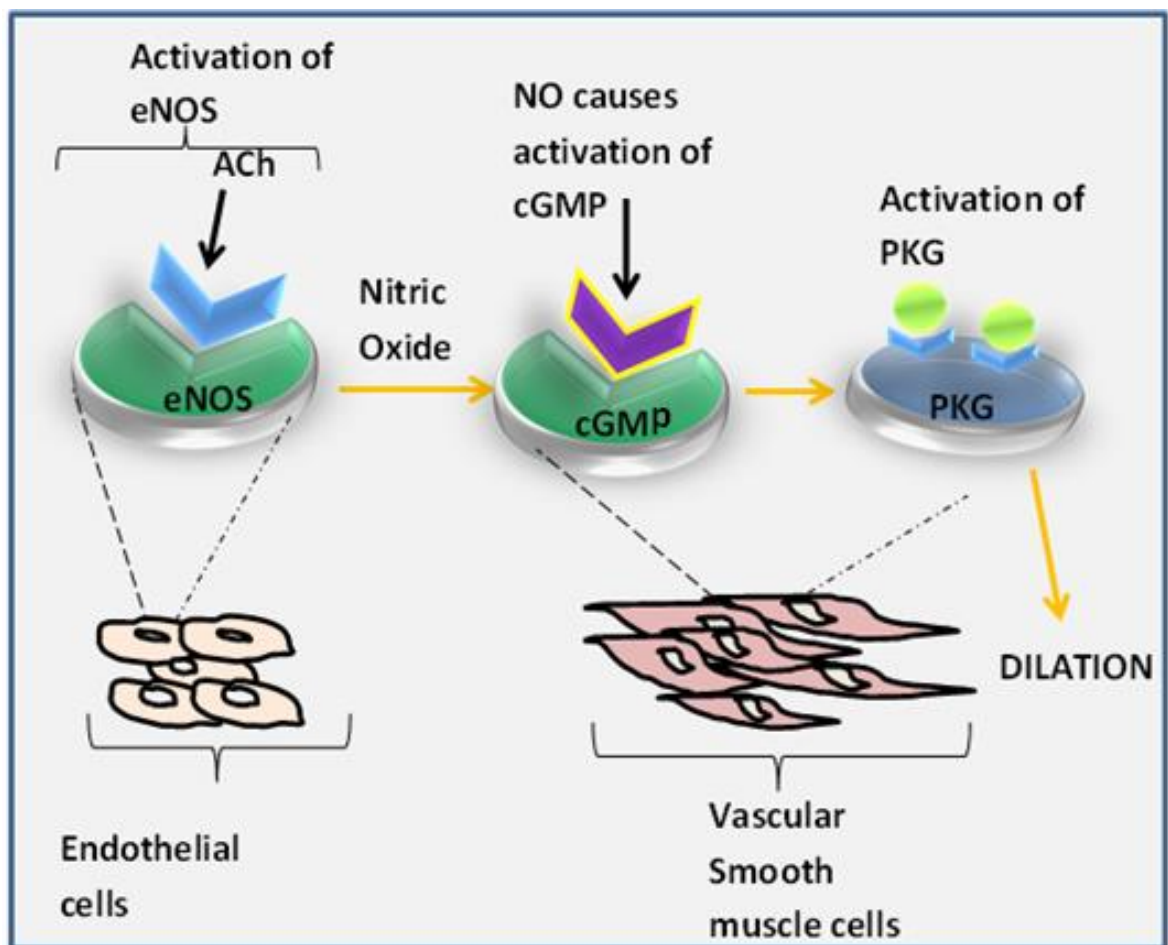 Activation of
eNOS
ACh
eNOS
Nitric
Oxide
NO causes
activation of
cGMP
cGMP
Activation of
PKG
PKG
DILATION
Endothelial
cells
Vascular
Smooth
muscle cells